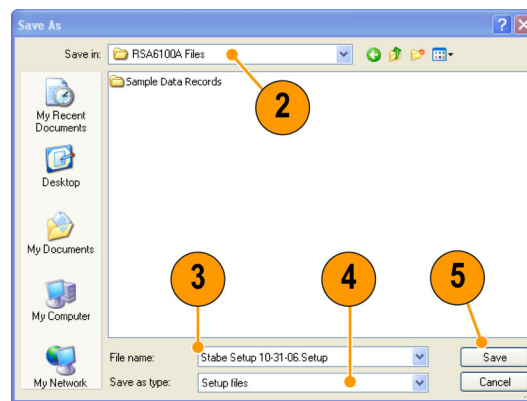 Save As
Save in:
RSA6100A Files
Sample Data Records
2
My Recent
Documents
Desktop
My Documents
3
4
5
My Computer
File name:
Stabe Setup 10-31-06.Setup
Save
My Network
Save as type:
Setup files
Cancel